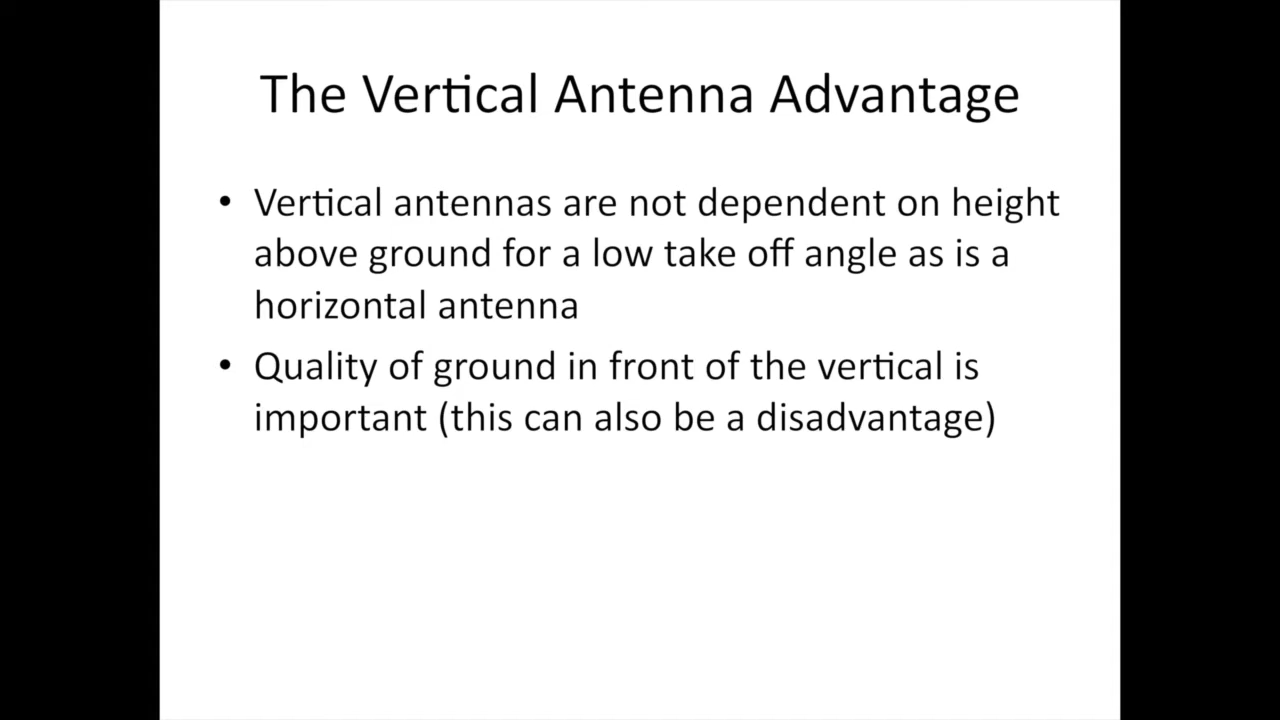 The Vertical Antenna Advantage
• Vertical antennas are not dependent on height
above ground for a low take off angle as is a
horizontal antenna
• Quality of ground in front of the vertical is
important (this can also be a disadvantage)